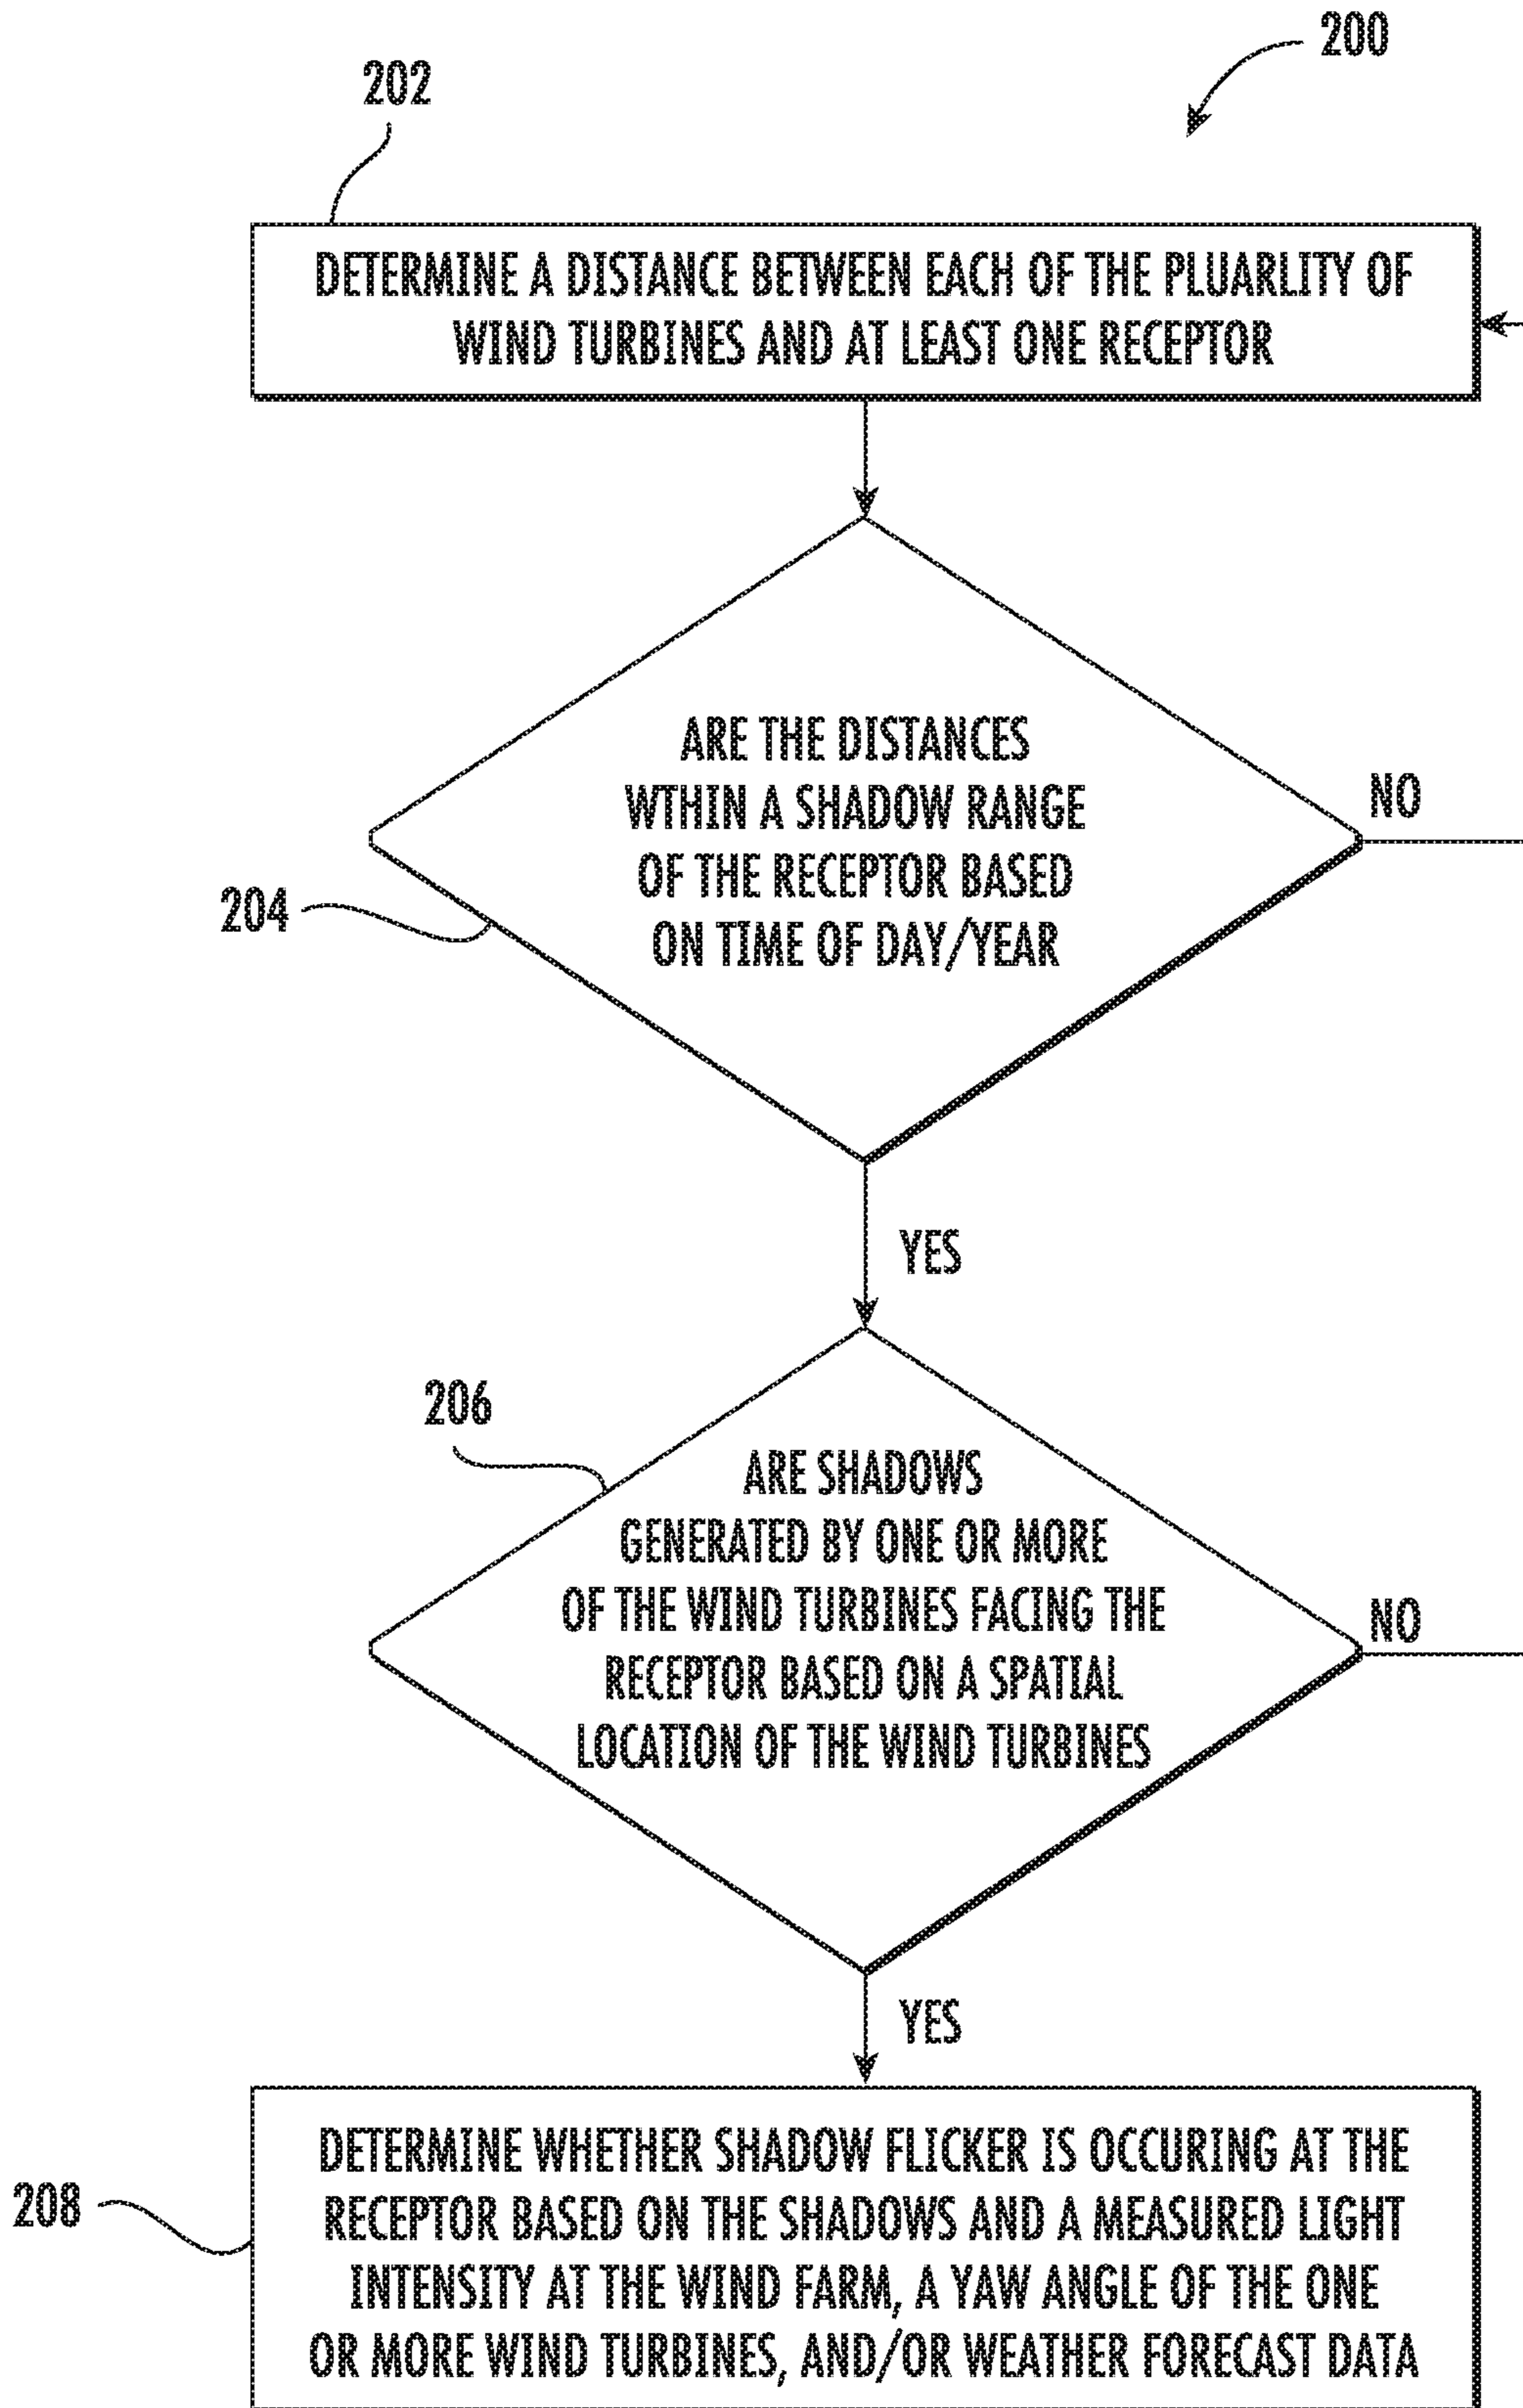 200
202
DETERMINE A DISTANCE BETWEEN EACH OF THE PLUARLITY OF
WIND TURBINES AND AT LEAST ONE RECEPTOR
ARE THE DISTANCES
WTHIN A SHADOW RANGE
OF THE RECEPTOR BASED
ON TIME OF DAY/YEAR
NO
204
YES
206
ARE SHADOWS
GENERATED BY ONE OR MORE
OF THE WIND TURBINES FACING THE
RECEPTOR BASED ON A SPATIAL
LOCATION OF THE WIND TURBINES
NO
YES
208
DETERMINE WHETHER SHADOW FLICKER IS OCCURING AT THE
RECEPTOR BASED ON THE SHADOWS AND A MEASURED LIGHT
INTENSITY AT THE WIND FARM, A YAW ANGLE OF THE ONE
OR MORE WIND TURBINES, AND/OR WEATHER FORECAST DATA